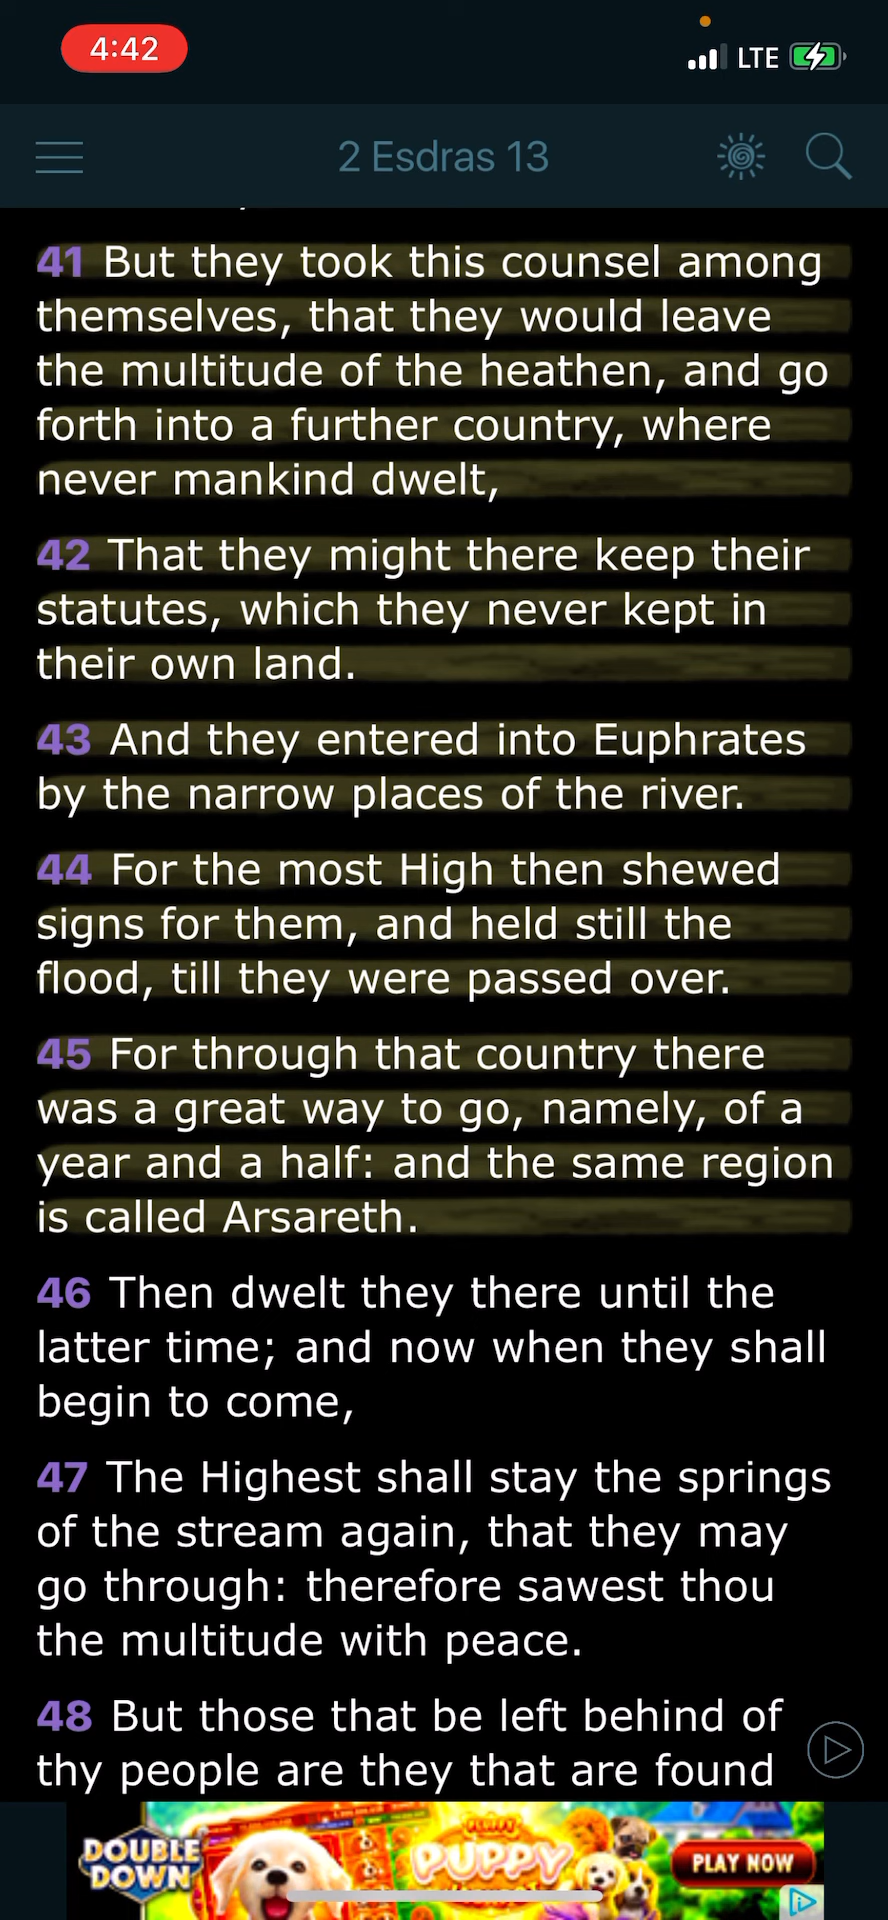 4:42
LTE
2 Esdras 13
41 But they took this counsel among
themselves, that they would leave
the multitude of the heathen, and go
forth into a further country, where
never mankind dwelt,
42 That they might there keep their
statutes, which they never kept in
their own land.
43 And they entered into Euphrates
by the narrow places of the river.
44 For the most High then shewed
signs for them, and held still the
flood, till they were passed over.
45 For through that country there
was a great way to go, namely, of a
year and a half: and the same region
is called Arsareth.
46 Then dwelt they there until the
latter time; and now when they shall
begin to come,
47 The Highest shall stay the springs
of the stream again, that they may
go through: therefore sawest thou
the multitude with peace.
48 But those that be left behind of
thy people are they that are found
DOUBLE
DOWN
PUPPY
PLAY NOW